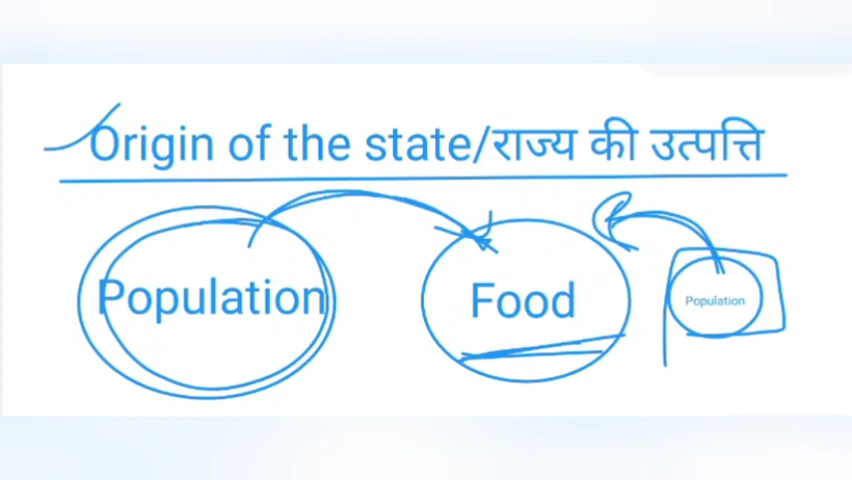 Origin of the state/राज्य की उत्पत्ति
Population
Food
Population